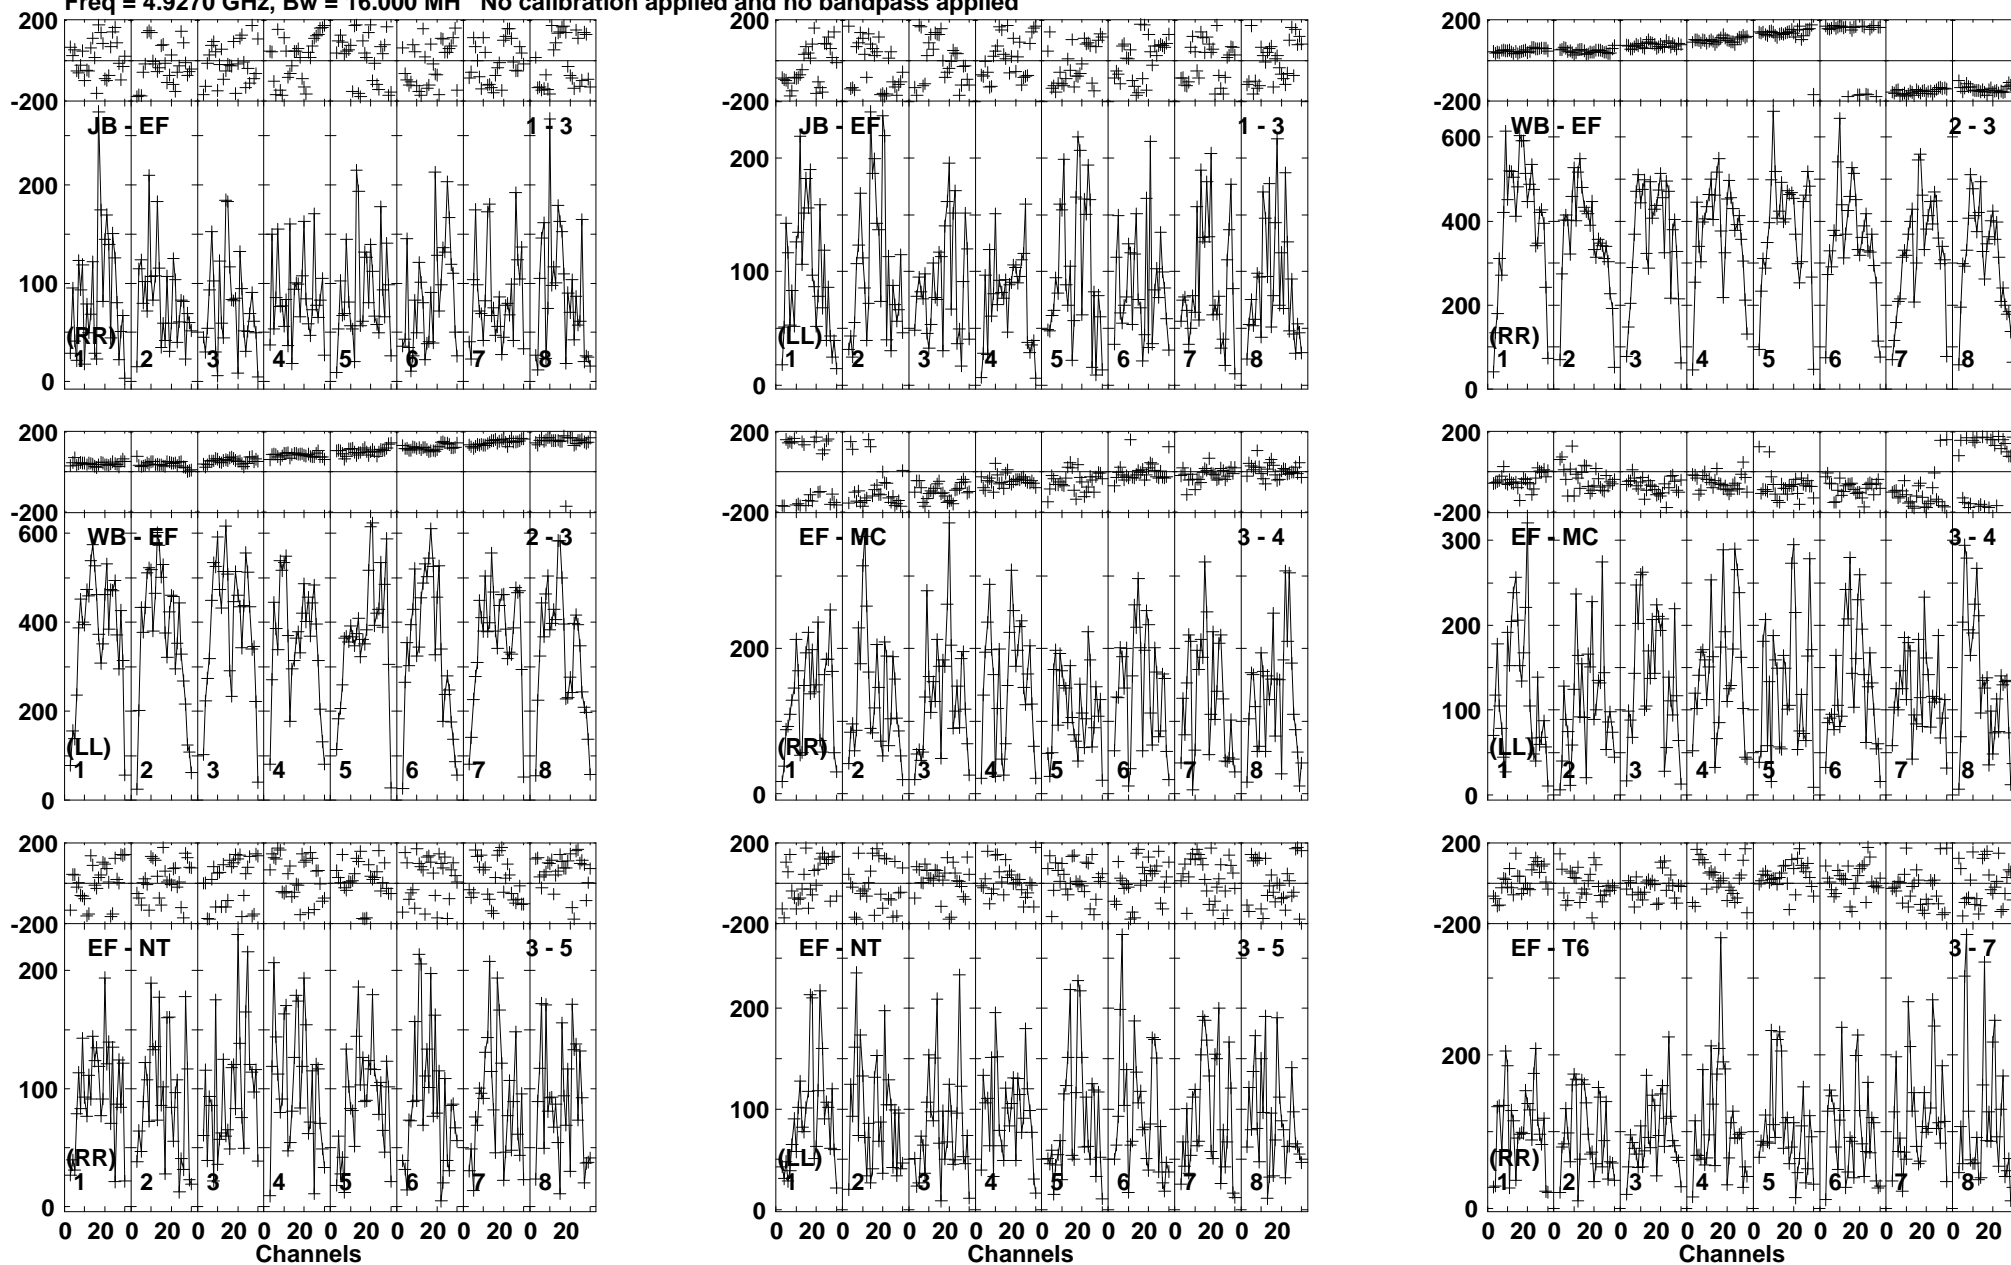 Freq = 4.9270 GHz, Bw = 16.000 MH No calibration applied and no bandpass applied
200 200 200
-200 -200 -200
JB - EF 1 - 3 JB - EF 1 - 3 WB - EF 2 - 3
600
200 200
400
100 100
200
(RR) (LL) (RR)
1 2 3 4 5 6 7 8 1 2 3 4 5 6 7 8 1 2 3 4 5 6 7 8
0 0 0
200 200 200
-200 -200 -200
600 WB - EF 2 - 3 EF - MC 3 - 4 300 EF - MC 3 - 4
400 200 200
200 100
(LL) (RR) (LL)
1 2 3 4 5 6 7 8 1 2 3 4 5 6 7 8 1 2 3 4 5 6 7 8
0 0 0
200 200 200
-200 -200 -200
EF - NT 3 - 5 EF - NT 3 - 5 EF - T6 3 - 7
200 200
200
100 100
(RR) (LL) (RR)
1 2 3 4 5 6 7 8 1 2 3 4 5 6 7 8 1 2 3 4 5 6 7 8
0 0 0
0 20 0 20 0 20 0 20 0 20 0 20 0 20 0 20 0 20 0 20 0 20 0 20 0 20 0 20 0 20 0 20 0 20 0 20 0 20 0 20 0 20 0 20 0 20 0 20
Channels Channels Channels